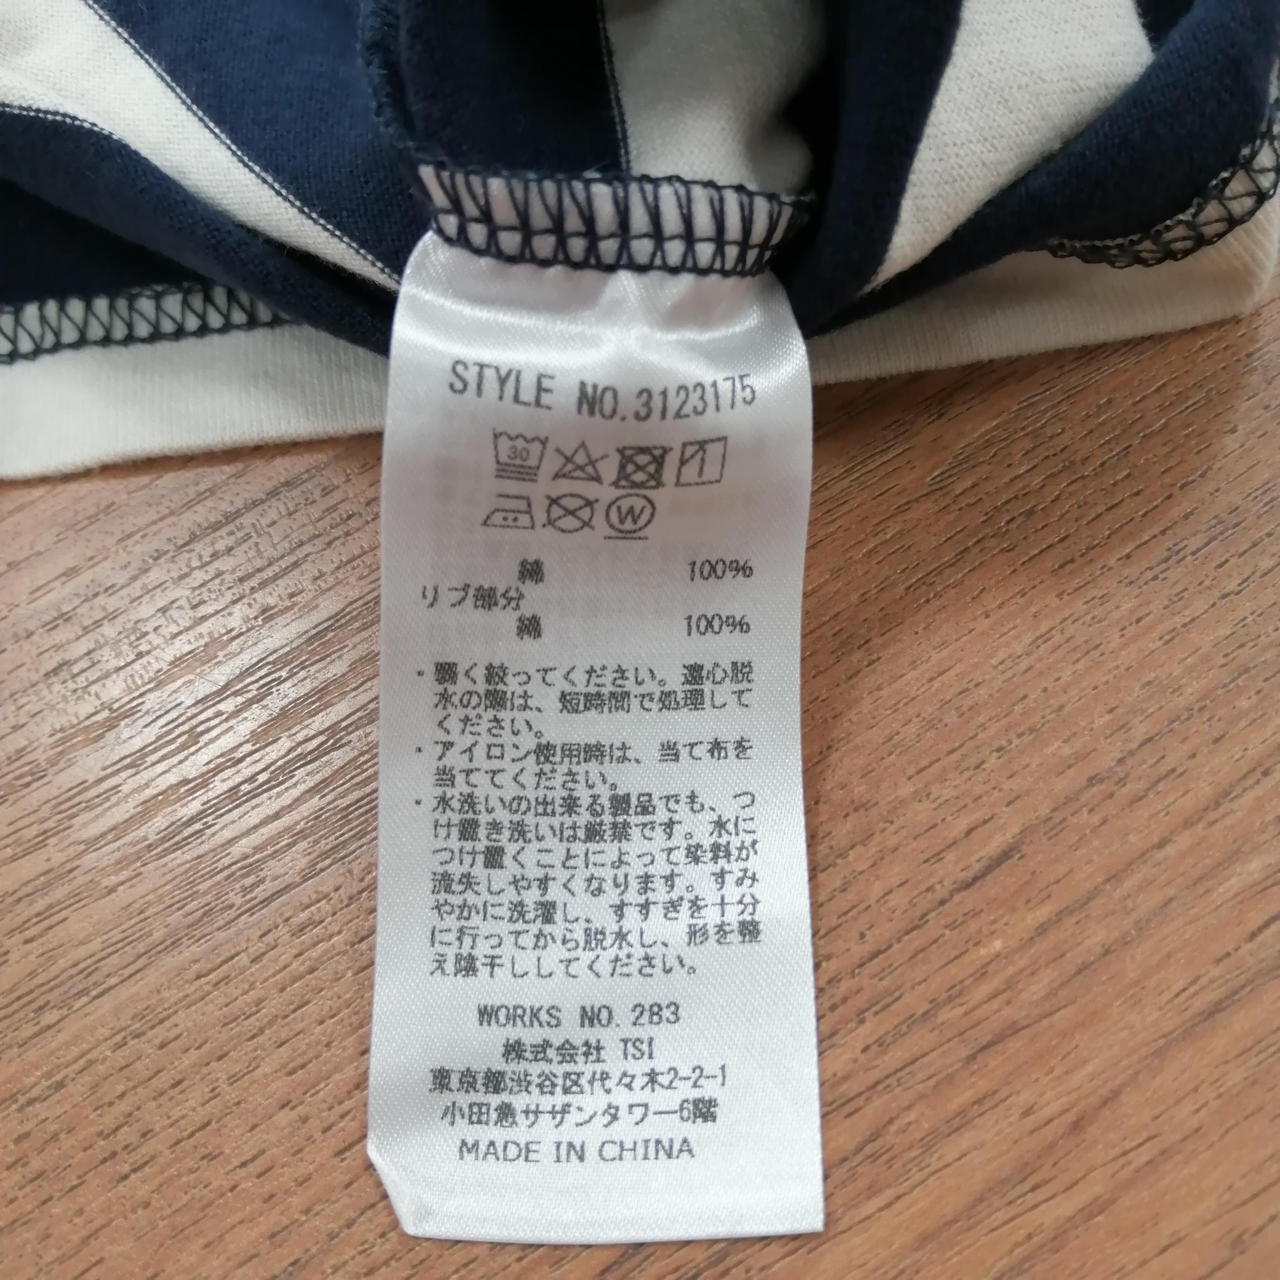 STYLE NO.3123175
30
W
綿 100%
リブ部分
綿 100%
・弱く絞ってください。遠心脱
水の際は、短時間で処理して
ください。
・アイロン使用時は、当て布を
当ててください。
・水洗いの出来る製品でも、つ
け置き洗いは厳禁です。水に
つけ置くことによって染料が
流失しやすくなります。すみ
やかに洗濯し、すすぎを十分
に行ってから脱水し、形を整
え陰干ししてください。
WORKS NO. 283
株式会社 TSI
東京都渋谷区代々木2-2-1
小田急サザンタワー6階
MADE IN CHINA